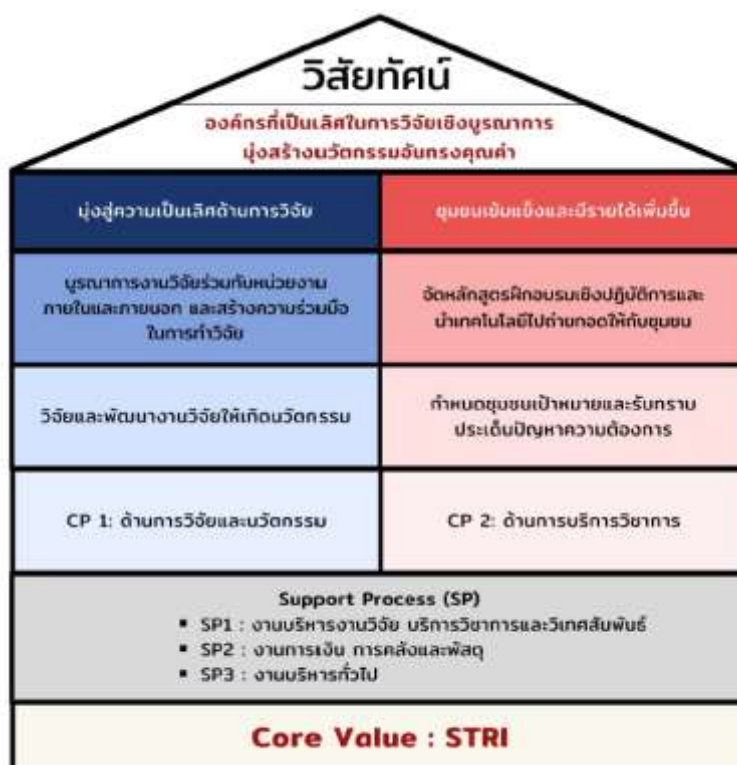 วิสัยทัศน์
องค์กรที่เป็นเลิศในการวิจัยเชิงบูรณาการ
มุ่งสร้างนวัตกรรมอันทรงคุณค่า
มุ่งสู่ความเป็นเลิศด้านการวิจัย
ชุมชนเข้มแข็งและมีรายได้เพิ่มขึ้น
บูรณาการงานวิจัยร่วมกับหน่วยงาน
ภายในและภายนอก และสร้างความร่วมมือ
ในการทำวิจัย
จัดหลักสูตรฝึกอบรมเชิงปฏิบัติการและ
นำเทคโนโลยีไปถ่ายทอดให้กับชุมชน
วิจัยและพัฒนางานวิจัยให้เกิดนวัตกรรม
กำหนดชุมชนเป้าหมายและรับทราบ
ประเด็นปัญหาความต้องการ
CP 1: ด้านการวิจัยและนวัตกรรม
CP 2: ด้านการบริการวิชาการ
Support Process (SP)
▪ SP1 : งานบริหารงานวิจัย บริการวิชาการและวิเทศสัมพันธ์
▪ SP2 : งานการเงิน การคลังและพัสดุ
▪ SP3 : งานบริหารทั่วไป
Core Value : STRI